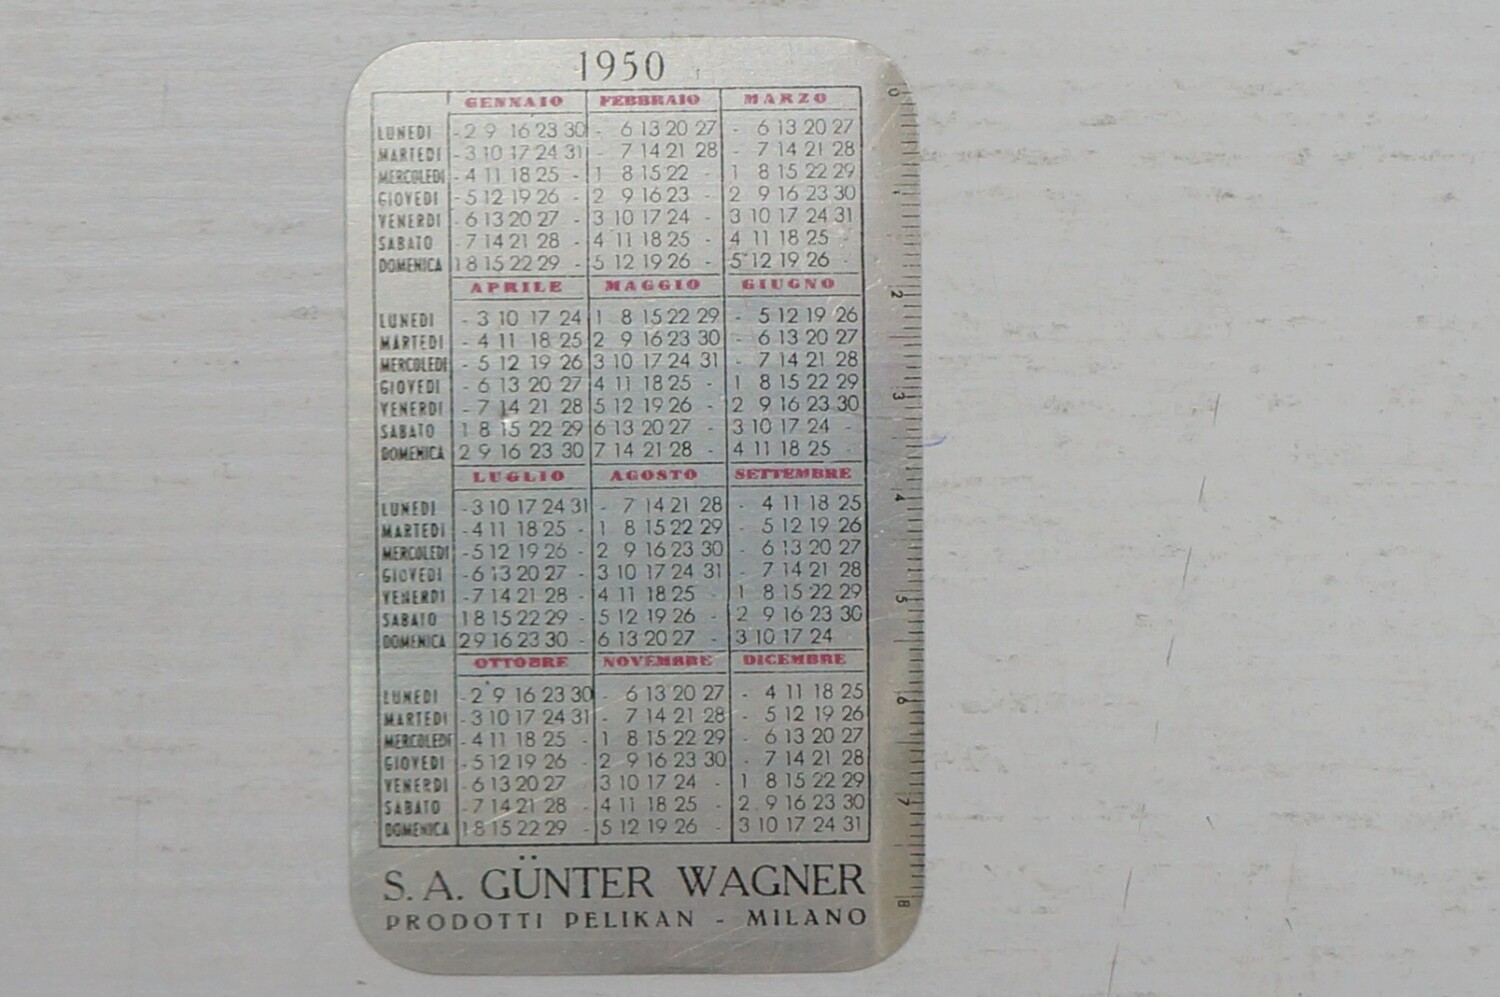 1950
GENNAIO FEBBRAIO MARZO
LUNEDI - 2 9 16 23 30 - 6 13 20 27 - 6 13 20 27
MARTEDI - 3 10 17 24 31 - 7 14 21 28 - 7 14 21 28
MERCOLEDI - 4 11 18 25 - 1 8 15 22 - 1 8 15 22 29
GIOVEDI - 5 12 19 26 - 2 9 16 23 - 2 9 16 23 30
VENERDI - 6 13 20 27 - 3 10 17 24 - 3 10 17 24 31
SABATO - 7 14 21 28 - 4 11 18 25 - 4 11 18 25 -
DOMENICA 1 8 15 22 29 - 5 12 19 26 - 5 12 19 26 -
APRILE MAGGIO GIUGNO
LUNEDI - 3 10 17 24 1 8 15 22 29 - 5 12 19 26
MARTEDI - 4 11 18 25 2 9 16 23 30 - 6 13 20 27
MERCOLEDI - 5 12 19 26 3 10 17 24 31 - 7 14 21 28
GIOVEDI - 6 13 20 27 4 11 18 25 - 1 8 15 22 29
VENERDI - 7 14 21 28 5 12 19 26 - 2 9 16 23 30
SABATO 1 8 15 22 29 6 13 20 27 - 3 10 17 24 -
DOMENICA 2 9 16 23 30 7 14 21 28 - 4 11 18 25 -
LUGLIO AGOSTO SETTEMBRE
LUNEDI - 3 10 17 24 31 - 7 14 21 28 - 4 11 18 25
MARTEDI - 4 11 18 25 - 1 8 15 22 29 - 5 12 19 26
MERCOLEDI - 5 12 19 26 - 2 9 16 23 30 - 6 13 20 27
GIOVEDI - 6 13 20 27 - 3 10 17 24 31 - 7 14 21 28
VENERDI - 7 14 21 28 - 4 11 18 25 - 1 8 15 22 29
SABATO 1 8 15 22 29 - 5 12 19 26 - 2 9 16 23 30
DOMENICA 2 9 16 23 30 - 6 13 20 27 - 3 10 17 24
OTTOBRE NOVEMBRE DICEMBRE
LUNEDI - 2 9 16 23 30 - 6 13 20 27 - 4 11 18 25
MARTEDI - 3 10 17 24 31 - 7 14 21 28 - 5 12 19 26
MERCOLEDI - 4 11 18 25 - 1 8 15 22 29 - 6 13 20 27
GIOVEDI - 5 12 19 26 - 2 9 16 23 30 - 7 14 21 28
VENERDI - 6 13 20 27 3 10 17 24 - 1 8 15 22 29
SABATO - 7 14 21 28 - 4 11 18 25 - 2 9 16 23 30
DOMENICA 1 8 15 22 29 - 5 12 19 26 - 3 10 17 24 31
S. A. GÜNTER WAGNER
PRODOTTI PELIKAN - MILANO
0 1 2 3 4 5 6 7 8